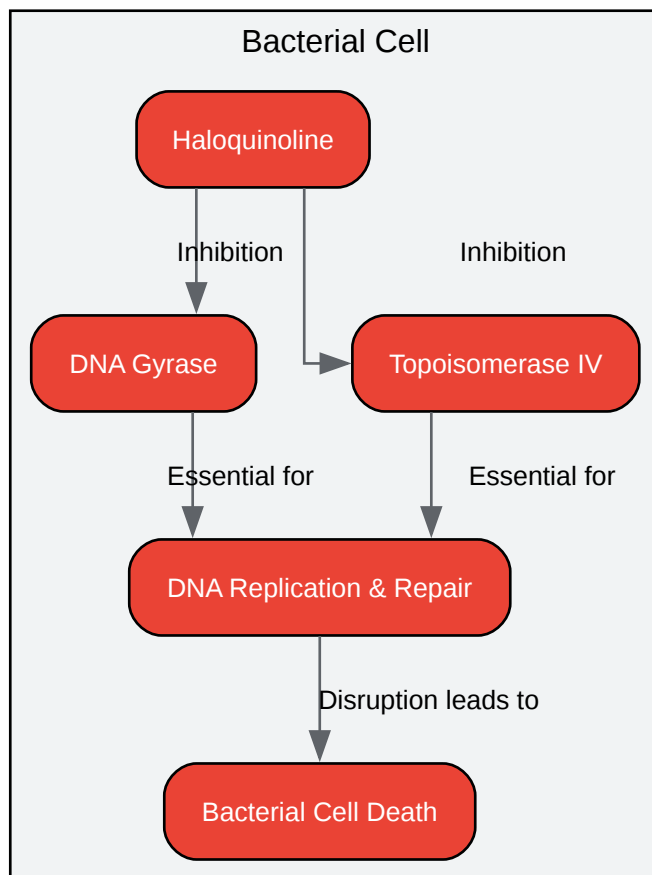 Bacterial Cell
Haloquinoline
Inhibition
Inhibition
DNA Gyrase
Topoisomerase IV
Essential for
Essential for
DNA Replication & Repair
Disruption leads to
Bacterial Cell Death